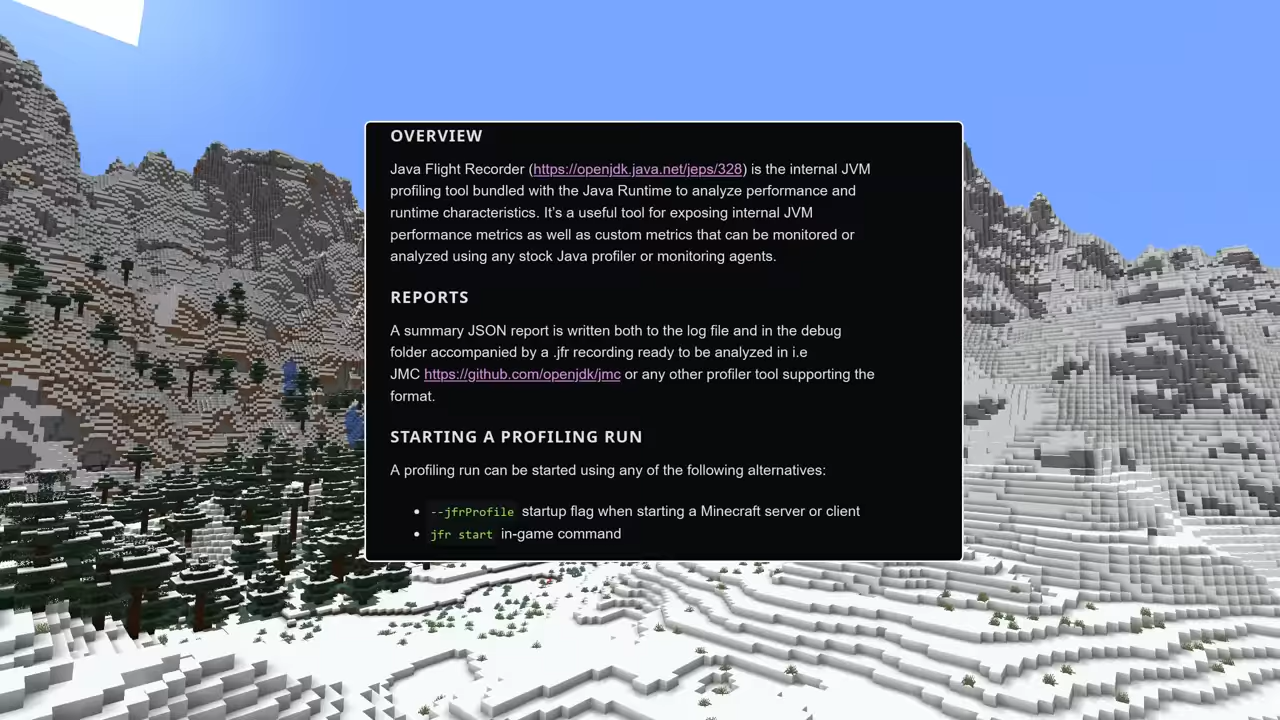 OVERVIEW
Java Flight Recorder (https://openjdk.java.net/jeps/328) is the internal JVM
profiling tool bundled with the Java Runtime to analyze performance and
runtime characteristics. It’s a useful tool for exposing internal JVM
performance metrics as well as custom metrics that can be monitored or
analyzed using any stock Java profiler or monitoring agents.
REPORTS
A summary JSON report is written both to the log file and in the debug
folder accompanied by a .jfr recording ready to be analyzed in i.e
JMC https://github.com/openjdk/jmc or any other profiler tool supporting the
format.
STARTING A PROFILING RUN
A profiling run can be started using any of the following alternatives:
• --jfrProfile startup flag when starting a Minecraft server or client
• jfr start in-game command